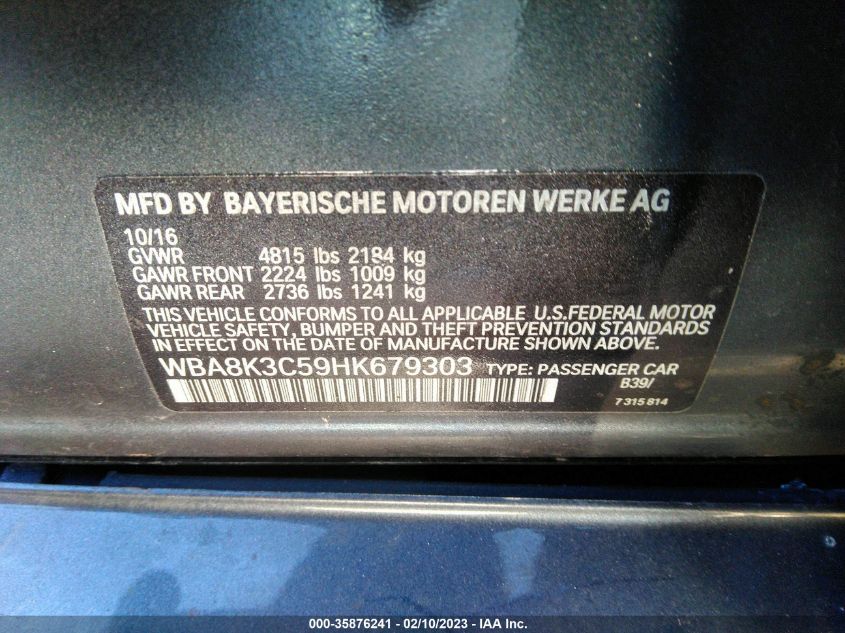 MFD BY BAYERISCHE MOTOREN WERKE AG
10/16
GVWR 4815 lbs 2184 kg
GAWR FRONT 2224 lbs 1009 kg
GAWR REAR 2736 lbs 1241 kg
THIS VEHICLE CONFORMS TO ALL APPLICABLE U.S.FEDERAL MOTOR
VEHICLE SAFETY, BUMPER AND THEFT PREVENTION STANDARDS
IN EFFECT ON THE DATE OF MANUFACTURE SHOWN ABOVE.
WBA8K3C59HK679303 TYPE: PASSENGER CAR
B39/
7 315 814
000-35876241 - 02/10/2023 - IAA Inc.